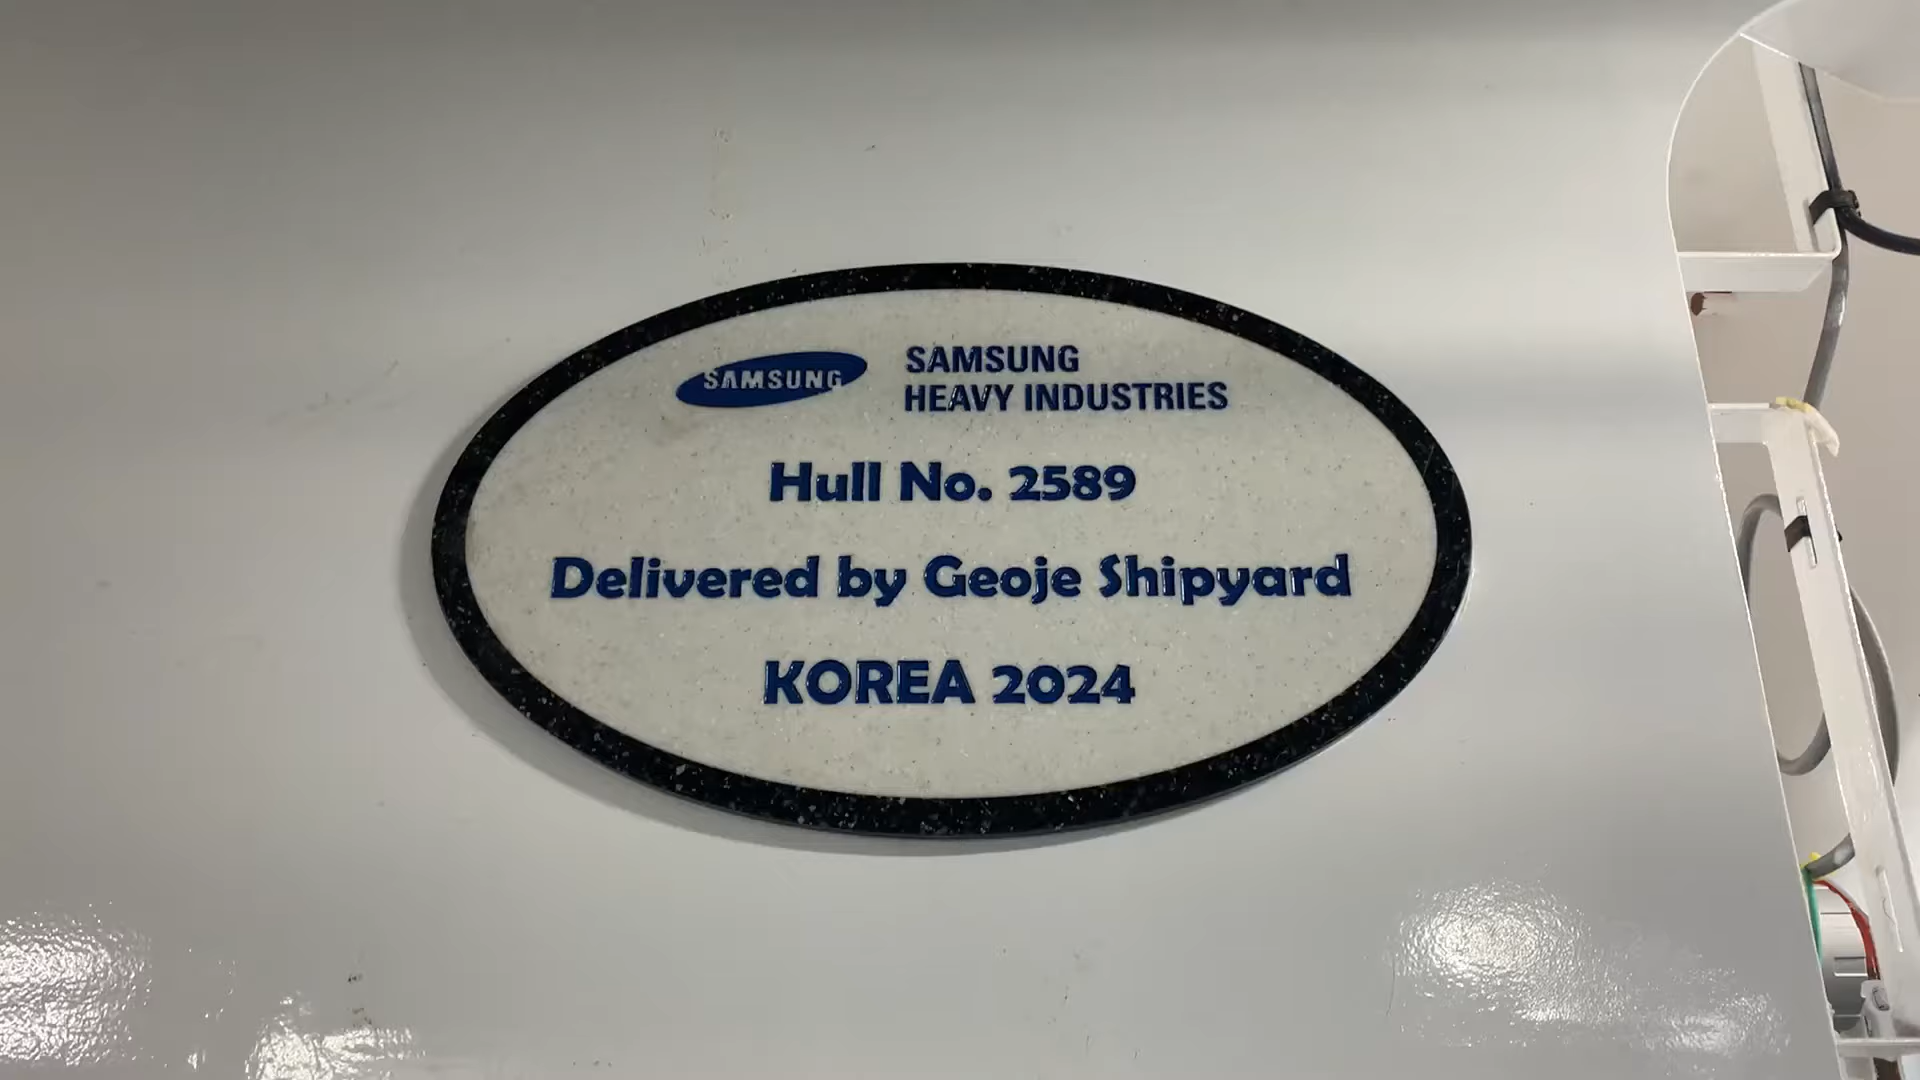 SAMSUNG
SAMSUNG
HEAVY INDUSTRIES
Hull No. 2589
Delivered by Geoje Shipyard
KOREA 2024